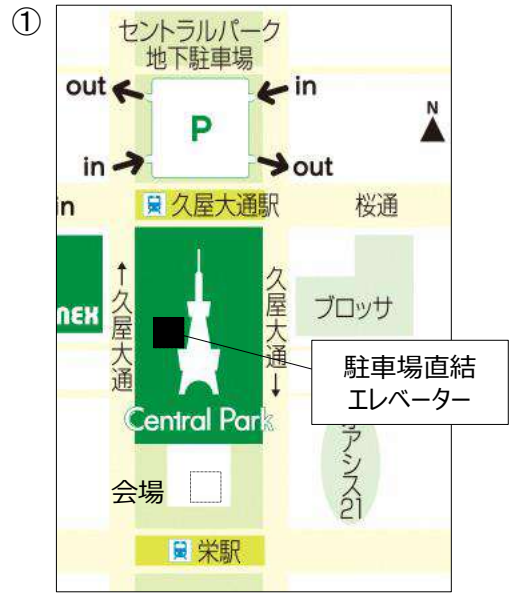 ①
セントラルパーク
地下駐車場
out
in
P
N
in
out
in
久屋大通駅
桜通
nEX
↑久屋大通
久屋大通↓
ブロッサ
駐車場直結
エレベーター
Central Park
オアシス21
会場
栄駅